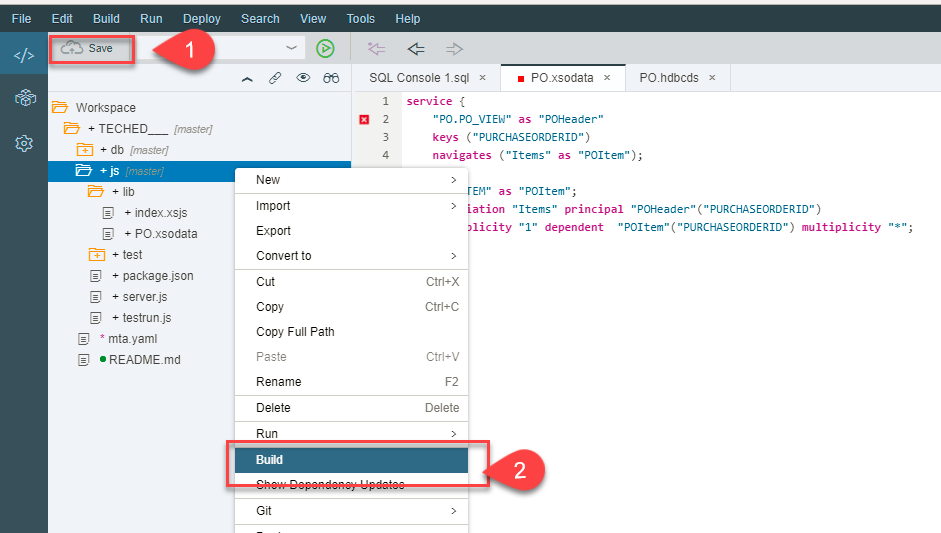 File Edit Build Run Deploy Search View Tools Help
Save
1
SQL Console 1.sql × PO.xsodata × PO.hdbcds ×
Workspace
+ TECHED___ [master]
+ db [master]
+ js [master]
+ lib
+ index.xsjs
+ PO.xsodata
+ test
+ package.json
+ server.js
+ testrun.js
* mta.yaml
README.md
1 service {
2 "PO.PO_VIEW" as "POHeader"
3 keys ("PURCHASEORDERID")
4 navigates ("Items" as "POItem");
TEM" as "POItem";
iation "Items" principal "POHeader"("PURCHASEORDERID")
plicity "1" dependent "POItem"("PURCHASEORDERID") multiplicity "*";
New >
Import >
Export
Convert to >
Cut Ctrl+X
Copy Ctrl+C
Copy Full Path
Paste Ctrl+V
Rename F2
Delete Delete
Run >
Build
2
Show Dependency Updates
Git >